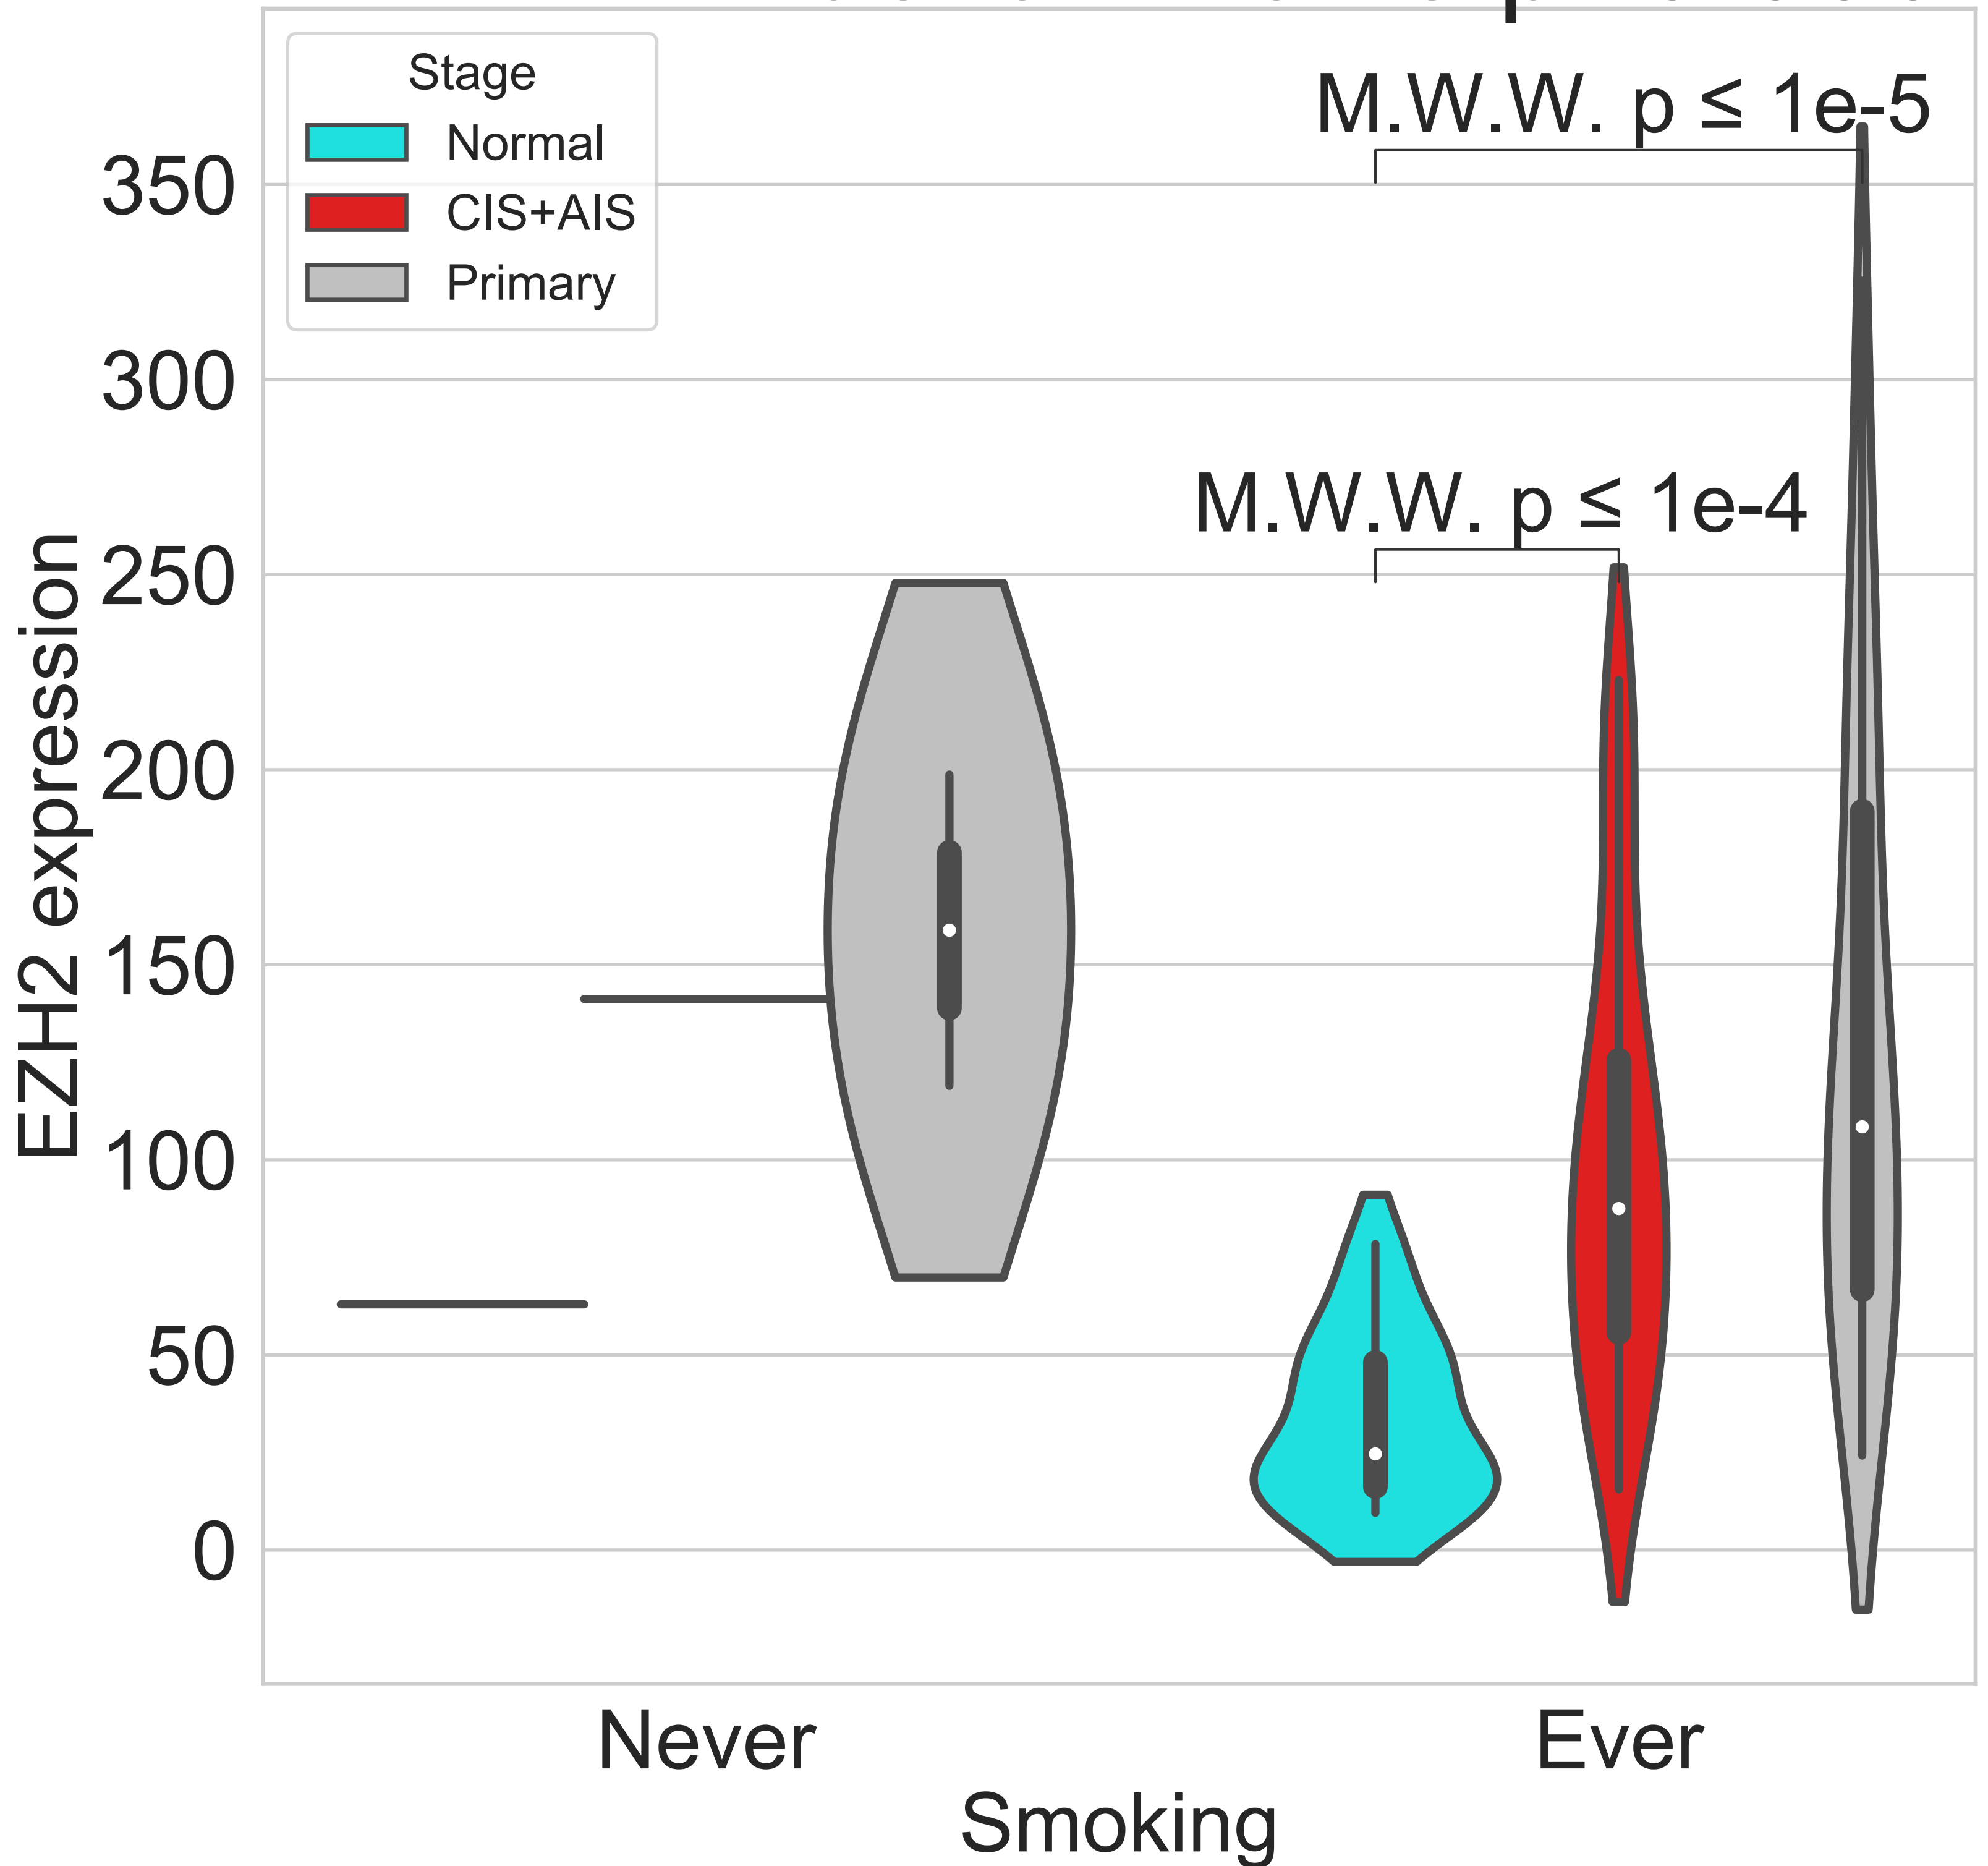 M.W.W. p ≤ 1e-5
Stage
Normal
CIS+AIS
Primary
350
300
M.W.W. p ≤ 1e-4
250
200
150
100
50
0
EZH2 expression
Never
Ever
Smoking